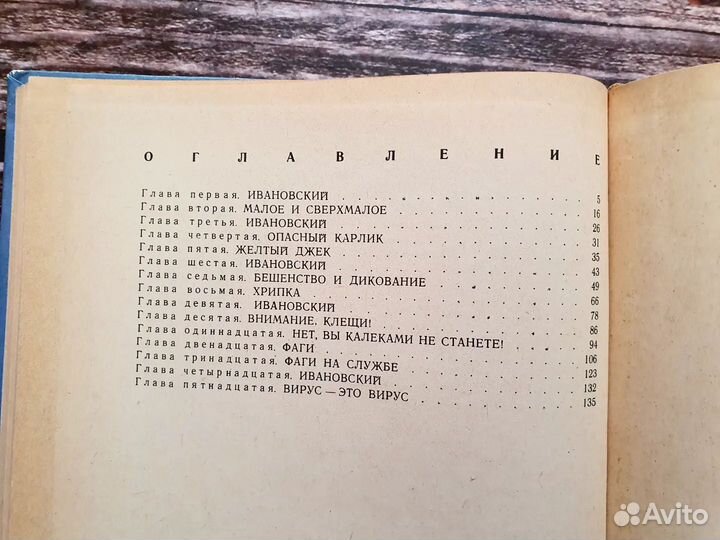 ОГЛАВЛЕНИЕ
Глава первая. ИВАНОВСКИЙ . . . . . . . . . . 5
Глава вторая. МАЛОЕ И СВЕРХМАЛОЕ . . . . . . . . 16
Глава третья. ИВАНОВСКИЙ . . . . . . . . . . 26
Глава четвертая. ОПАСНЫЙ КАРЛИК . . . . . . . . 31
Глава пятая. ЖЕЛТЫЙ ДЖЕК . . . . . . . . . . 35
Глава шестая. ИВАНОВСКИЙ . . . . . . . . . . 43
Глава седьмая. БЕШЕНСТВО И ДИКОВАНИЕ . . . . . . . 49
Глава восьмая. ХРИПКА . . . . . . . . . . 66
Глава девятая. ИВАНОВСКИЙ . . . . . . . . . . 78
Глава десятая. ВНИМАНИЕ, КЛЕЩИ! . . . . . . . . 86
Глава одиннадцатая. НЕТ, ВЫ КАЛЕКАМИ НЕ СТАНЕТЕ! . . . . 94
Глава двенадцатая. ФАГИ . . . . . . . . . . 106
Глава тринадцатая. ФАГИ НА СЛУЖБЕ . . . . . . . . 123
Глава четырнадцатая. ИВАНОВСКИЙ . . . . . . . . 132
Глава пятнадцатая. ВИРУС — ЭТО ВИРУС . . . . . . . 135
Avito